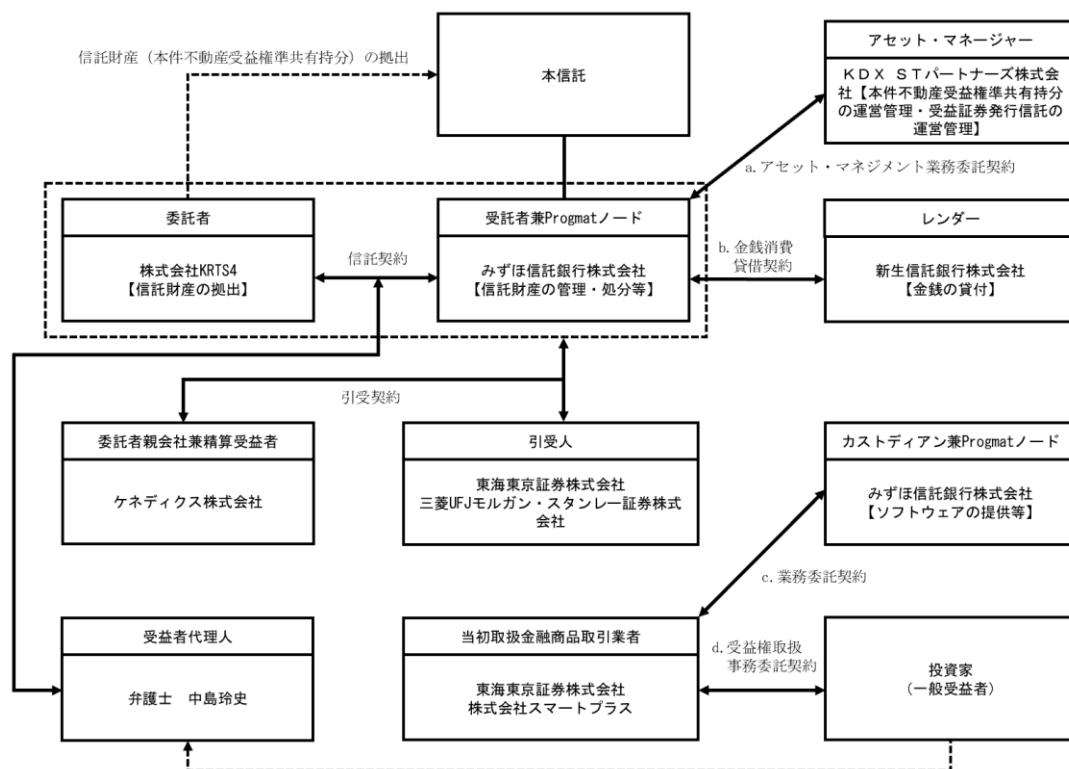 信託財産（本件不動産受益権準共有持分）の拠出
本信託
アセット・マネージャー
ＫＤＸ ＳＴパートナーズ株式会
社【本件不動産受益権準共有持分
の運営管理・受益証券発行信託の
運営管理】
a.アセット・マネジメント業務委託契約
委託者
株式会社KRTS4
【信託財産の拠出】
信託契約
受託者兼Progmatノード
みずほ信託銀行株式会社
【信託財産の管理・処分等】
b.金銭消費
貸借契約
レンダー
新生信託銀行株式会社
【金銭の貸付】
引受契約
委託者親会社兼精算受益者
ケネディクス株式会社
引受人
東海東京証券株式会社
三菱UFJモルガン・スタンレー証券株式
会社
カストディアン兼Progmatノード
みずほ信託銀行株式会社
【ソフトウェアの提供等】
c.業務委託契約
受益者代理人
弁護士　中島玲史
当初取扱金融商品取引業者
東海東京証券株式会社
株式会社スマートプラス
d.受益権取扱
事務委託契約
投資家
（一般受益者）